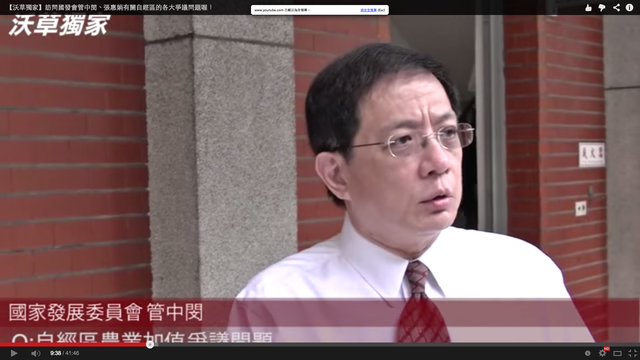 【沃草獨家】訪問國發會管中閔、張惠娟有關自經區的各大爭議問題喔！
沃草獨家
國家發展委員會 管中閔
Q:自經區農業加值爭議問題
9:38 / 41:46